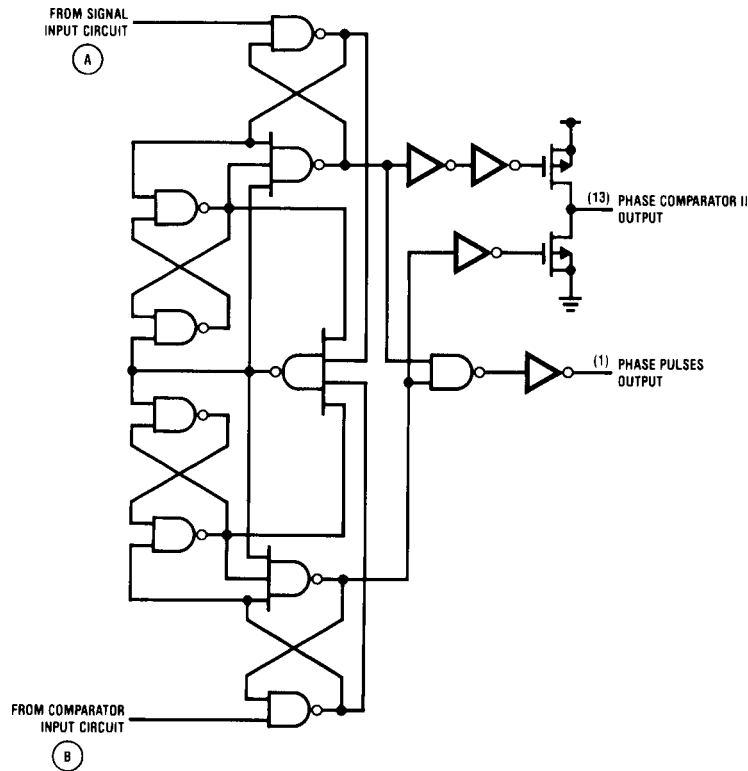 FROM SIGNAL
INPUT CIRCUIT
A
(13) PHASE COMPARATOR II
OUTPUT
(1) PHASE PULSES
OUTPUT
FROM COMPARATOR
INPUT CIRCUIT
B